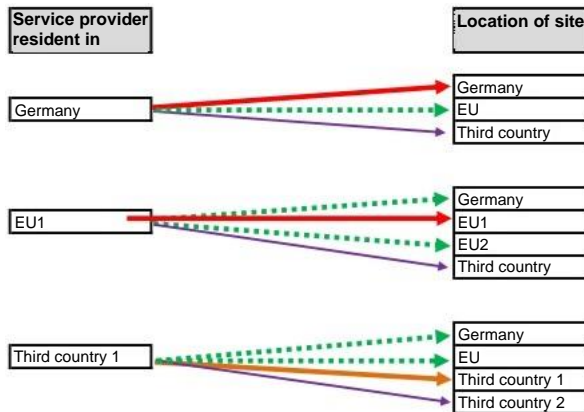 Service provider
resident in
Location of site
Germany
Germany
EU
Third country
EU1
Germany
EU1
EU2
Third country
Third country 1
Germany
EU
Third country 1
Third country 2